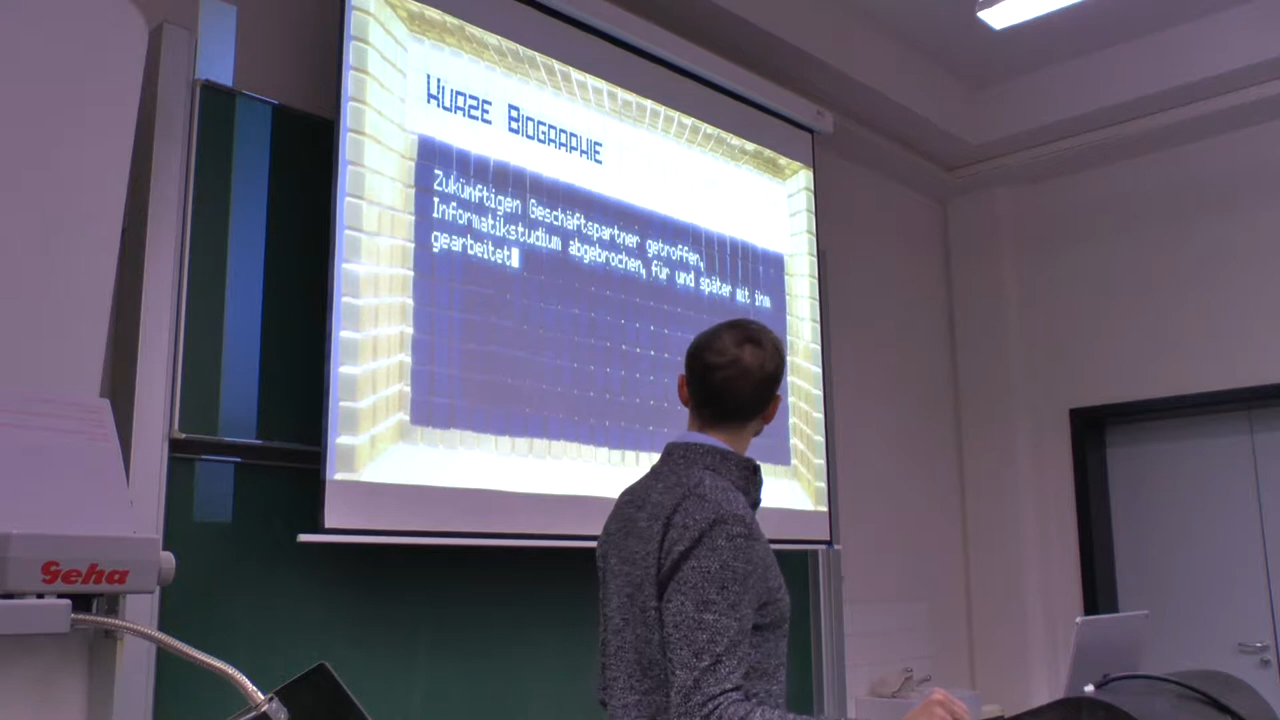 Kurze Biographie
Zukünftigen Geschäftspartner getroffen,
Informatikstudium abgebrochen, für und später mit ihm
gearbeitet
Geha